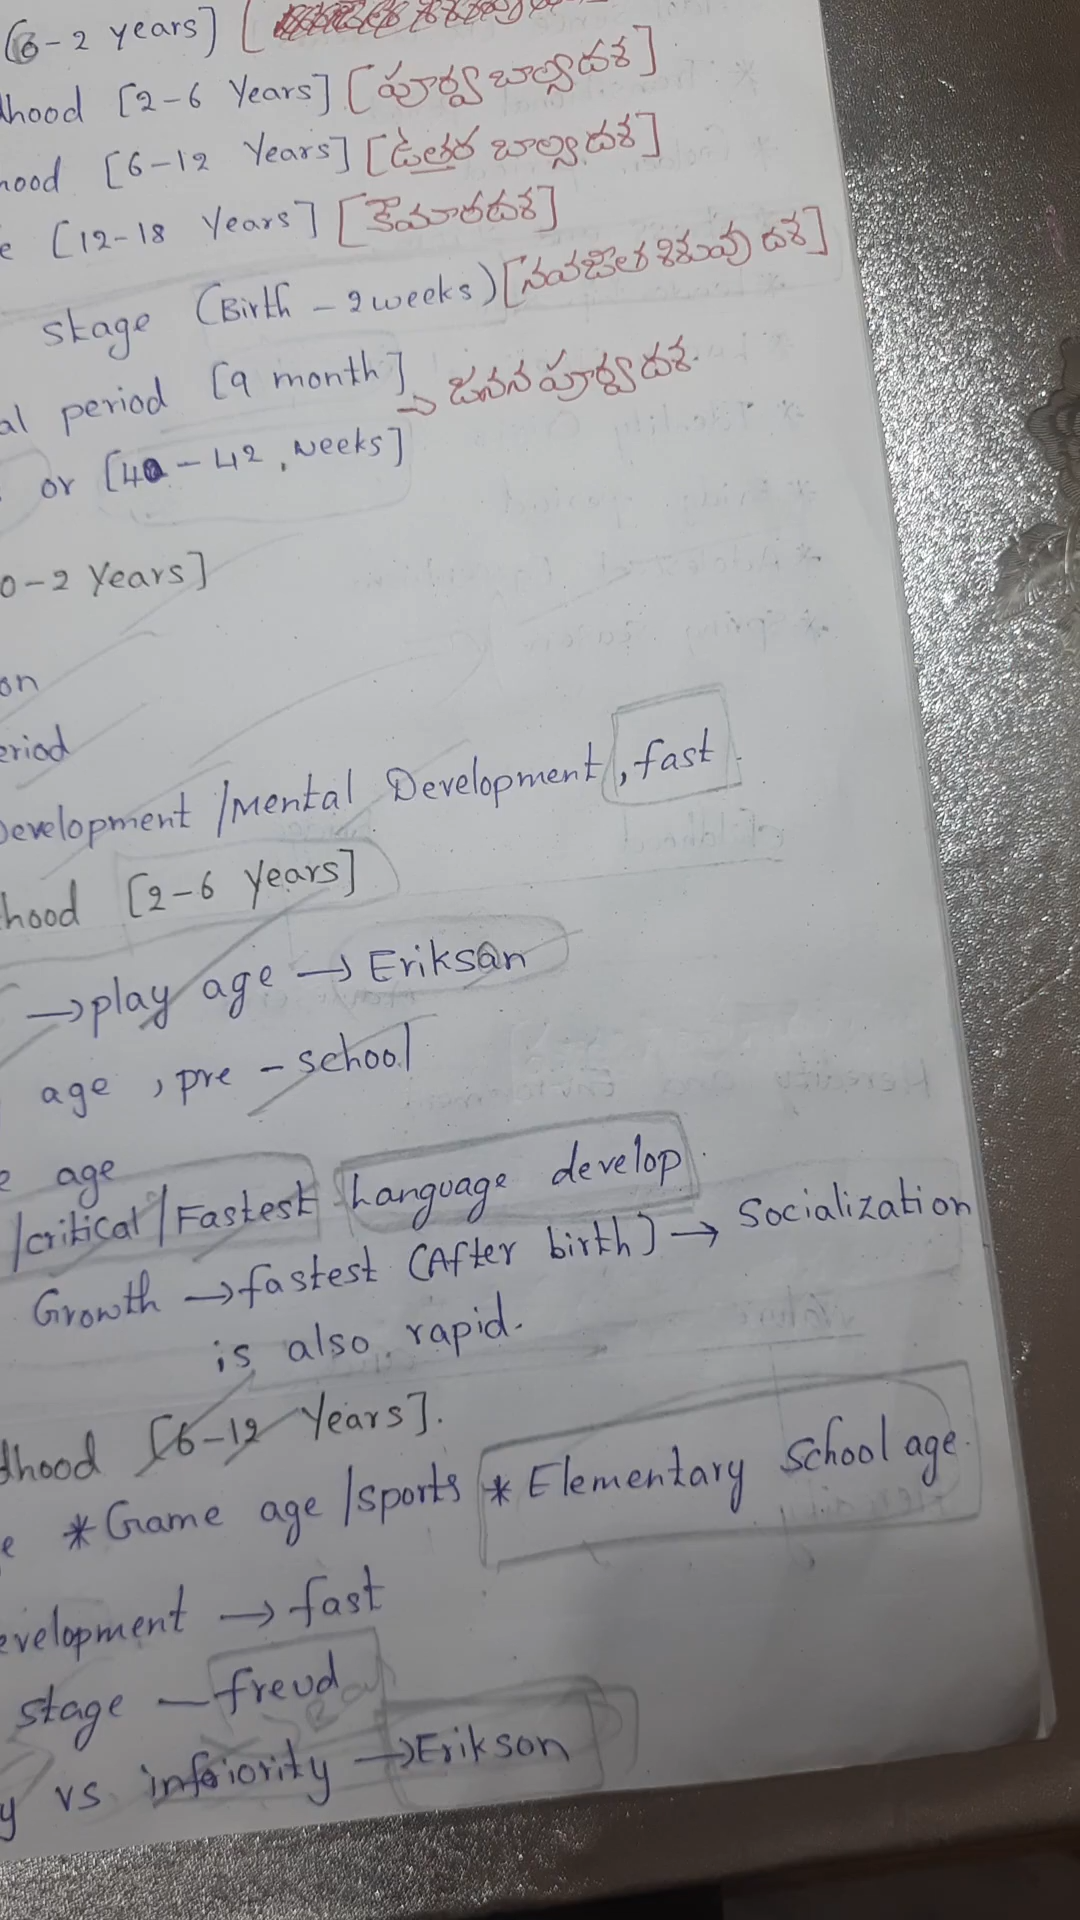 (0-2 years] [
hood [2-6 Years] [పూర్వ బాల్య దశ]
hood [6-12 Years] [ఉత్తర బాల్య దశ]
e [12-18 Years] [కౌమారదశ]
stage (Birth - 2 weeks) [నవజాత శిశువు దశ]
al period [9 month] → జనన పూర్వ దశ.
or [40-42, weeks]
0-2 Years]
on
eriod
Development / Mental Development, fast
hood [2-6 Years]
→ play age → Eriksan
age, pre-school
e age
/critical/Fastest Language develop
Growth → fastest (After birth) → Socialization
is also rapid.
dhood [6-12 Years].
e * Game age /sports * Elementary School age.
evelopment → fast
stage - freud
y vs inferiority → Erikson